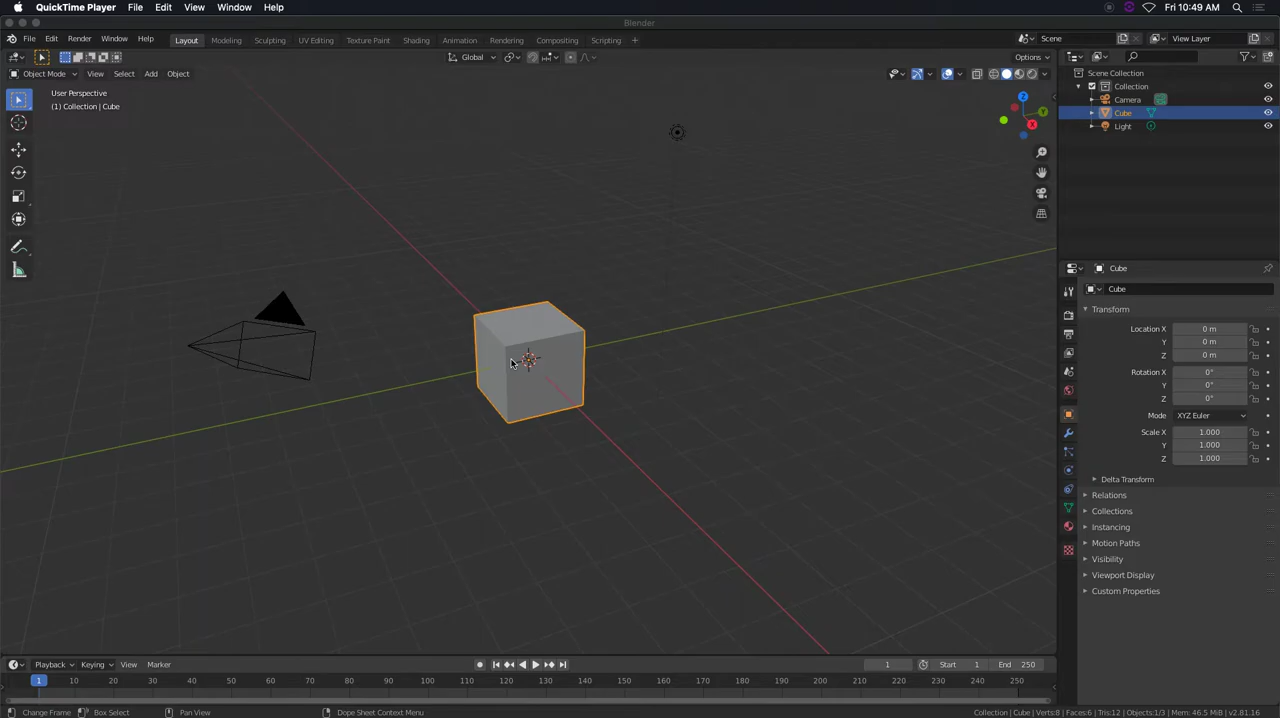 QuickTime Player File Edit View Window Help Fri 10:49 AM
Blender
File Edit Render Window Help Layout Modeling Sculpting UV Editing Texture Paint Shading Animation Rendering Compositing Scripting + Scene View Layer
Global Options
Object Mode View Select Add Object
User Perspective
(1) Collection | Cube
Z
Y
X
Scene Collection
Collection
Camera
Cube
Light
Cube
Cube
Transform
Location X 0 m
Y 0 m
Z 0 m
Rotation X 0°
Y 0°
Z 0°
Mode XYZ Euler
Scale X 1.000
Y 1.000
Z 1.000
Delta Transform
Relations
Collections
Instancing
Motion Paths
Visibility
Viewport Display
Custom Properties
Playback Keying View Marker 1 Start 1 End 250
1 10 20 30 40 50 60 70 80 90 100 110 120 130 140 150 160 170 180 190 200 210 220 230 240 250
Change Frame Box Select Pan View Dope Sheet Context Menu Collection | Cube | Verts:8 | Faces:6 | Tris:12 | Objects:1/3 | Mem: 46.5 MiB | v2.81.16